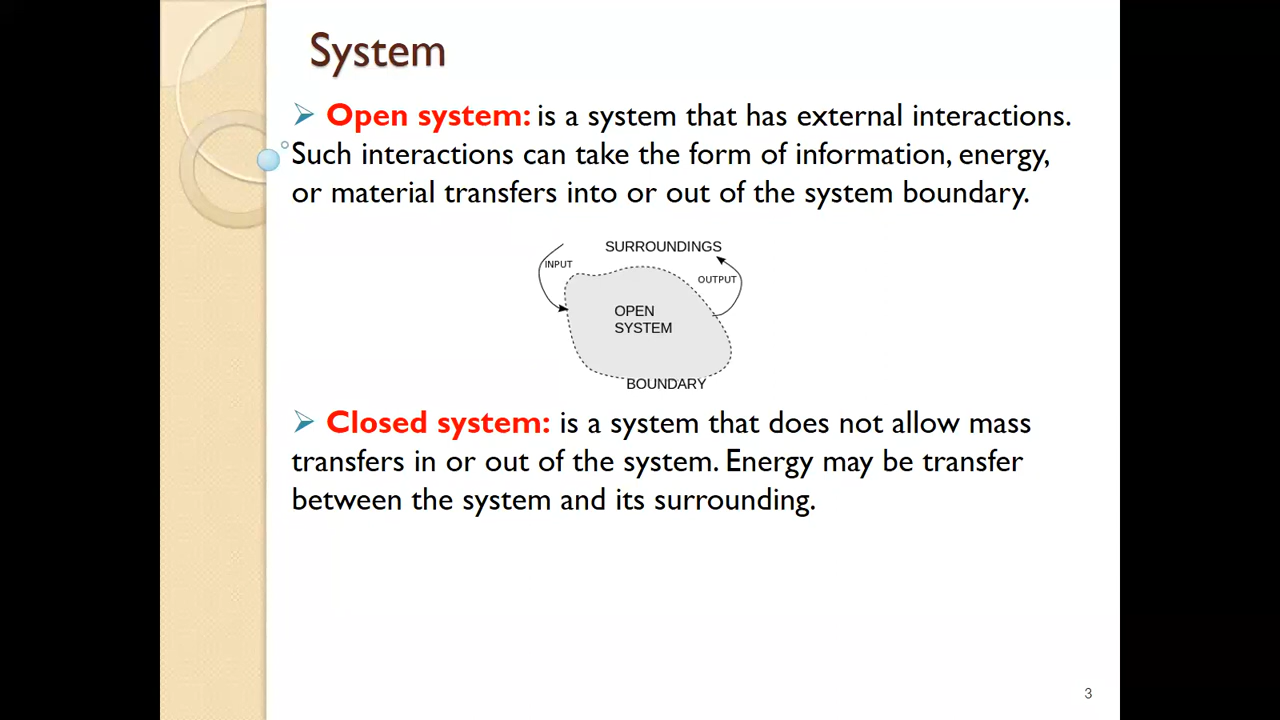 System
➢ Open system: is a system that has external interactions.
Such interactions can take the form of information, energy,
or material transfers into or out of the system boundary.
SURROUNDINGS
INPUT
OUTPUT
OPEN
SYSTEM
BOUNDARY
➢ Closed system: is a system that does not allow mass
transfers in or out of the system. Energy may be transfer
between the system and its surrounding.
3